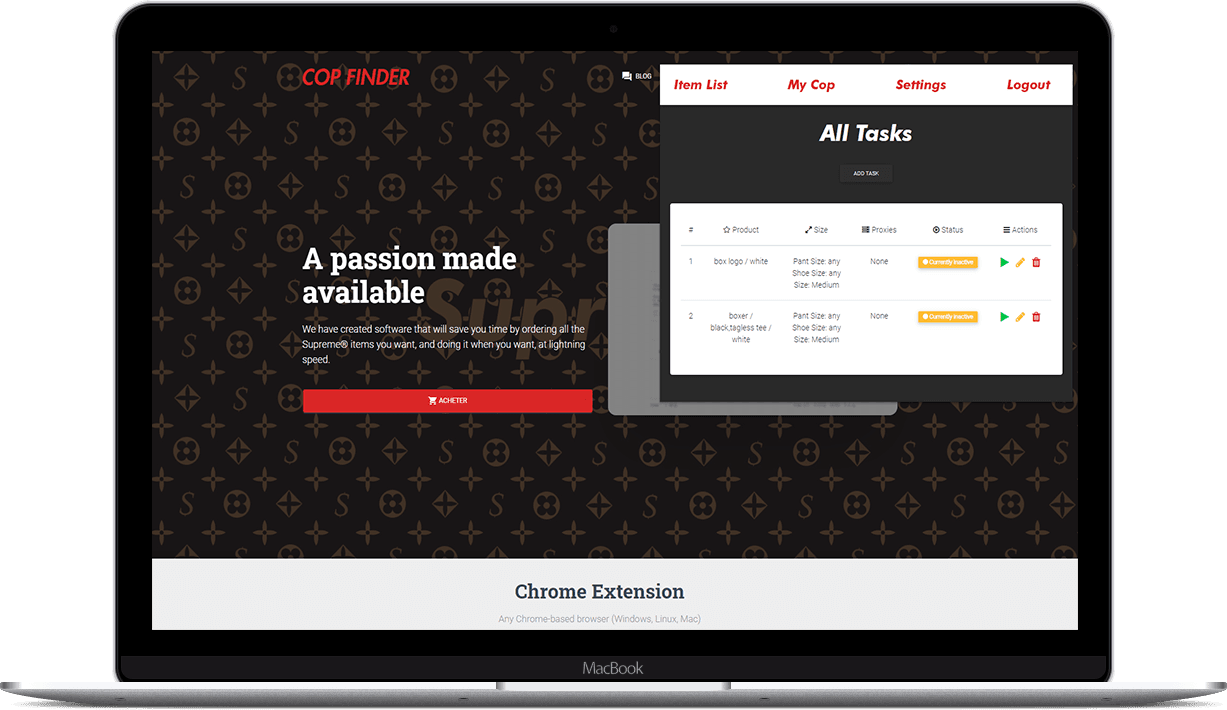 COP FINDER
BLOG
Item List
My Cop
Settings
Logout
All Tasks
ADD TASK
# Product Size Proxies Status Actions
1 box logo / white Pant Size: any None Currently Inactive
Shoe Size: any
Size: Medium
2 boxer / Pant Size: any None Currently Inactive
black,tagless tee / Shoe Size: any
white Size: Medium
A passion made
available
Supr
We have created software that will save you time by ordering all the
Supreme® items you want, and doing it when you want, at lightning
speed.
ACHETER
Chrome Extension
Any Chrome-based browser (Windows, Linux, Mac)
MacBook